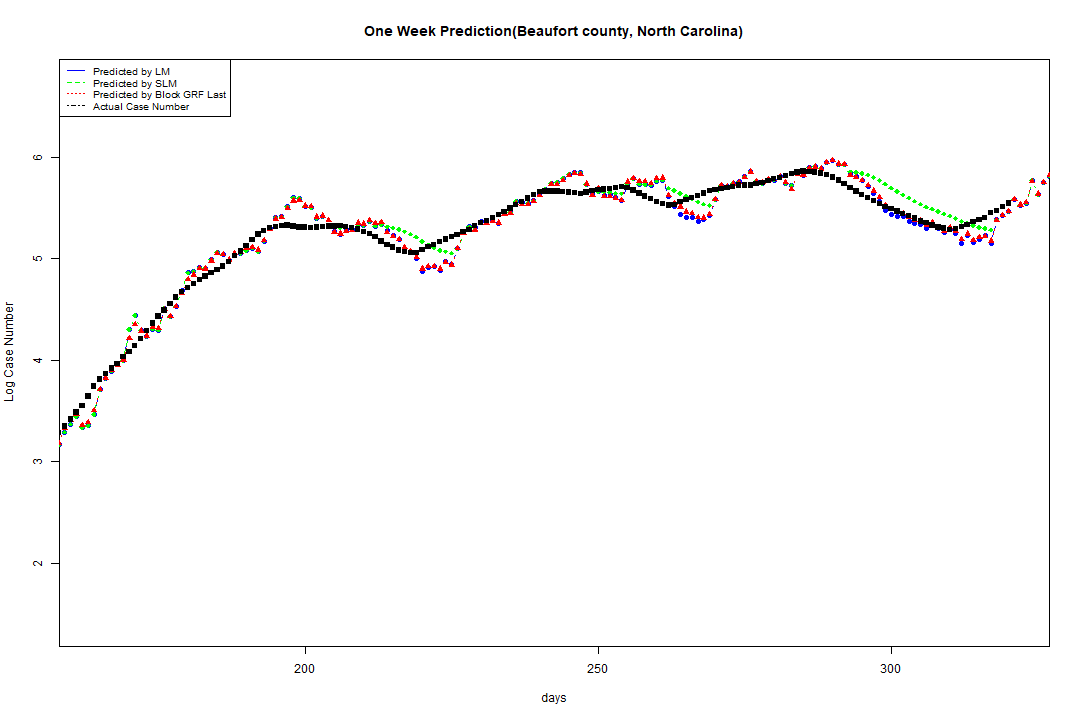 One Week Prediction(Beaufort county, North Carolina)
Predicted by LM
Predicted by SLM
Predicted by Block GRF Last
Actual Case Number
6
5
4
3
2
Log Case Number
200
250
300
days